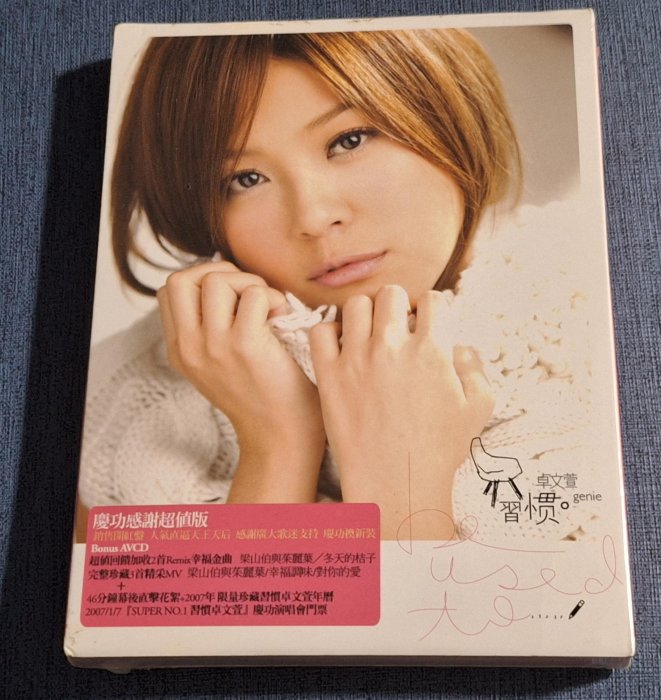 卓文萱
genie
習慣。
be used
to
慶功感謝超值版
銷售開紅盤 人氣直逼天王天后 感謝廣大歌迷支持 慶功換新裝
Bonus AVCD
超值回饋加收2首Remix幸福金曲 梁山伯與茱麗葉/冬天的桔子
完整珍藏3首精采MV 梁山伯與茱麗葉/幸福調味/對你的愛
+
46分鐘幕後直擊花絮+2007年 限量珍藏習慣卓文萱年曆
2007/1/7『SUPER NO.1 習慣卓文萱』慶功演唱會門票